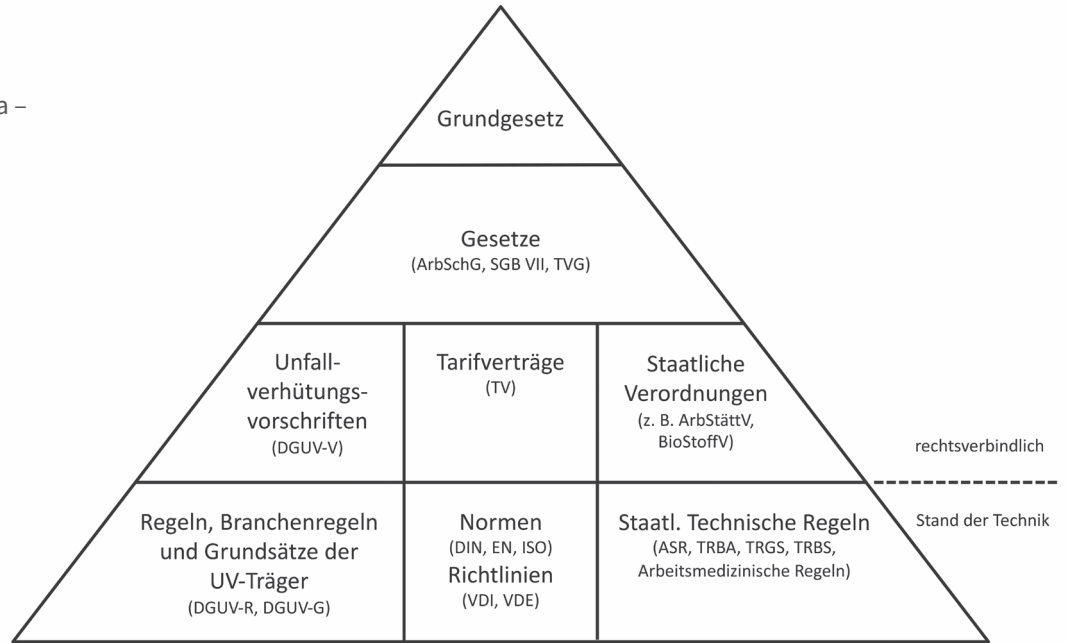 a –
Grundgesetz
Gesetze
(ArbSchG, SGB VII, TVG)
Unfall-
verhütungs-
vorschriften
(DGUV-V)
Tarifverträge
(TV)
Staatliche
Verordnungen
(z. B. ArbStättV,
BioStoffV)
rechtsverbindlich
Regeln, Branchenregeln
und Grundsätze der
UV-Träger
(DGUV-R, DGUV-G)
Normen
(DIN, EN, ISO)
Richtlinien
(VDI, VDE)
Staatl. Technische Regeln
(ASR, TRBA, TRGS, TRBS,
Arbeitsmedizinische Regeln)
Stand der Technik